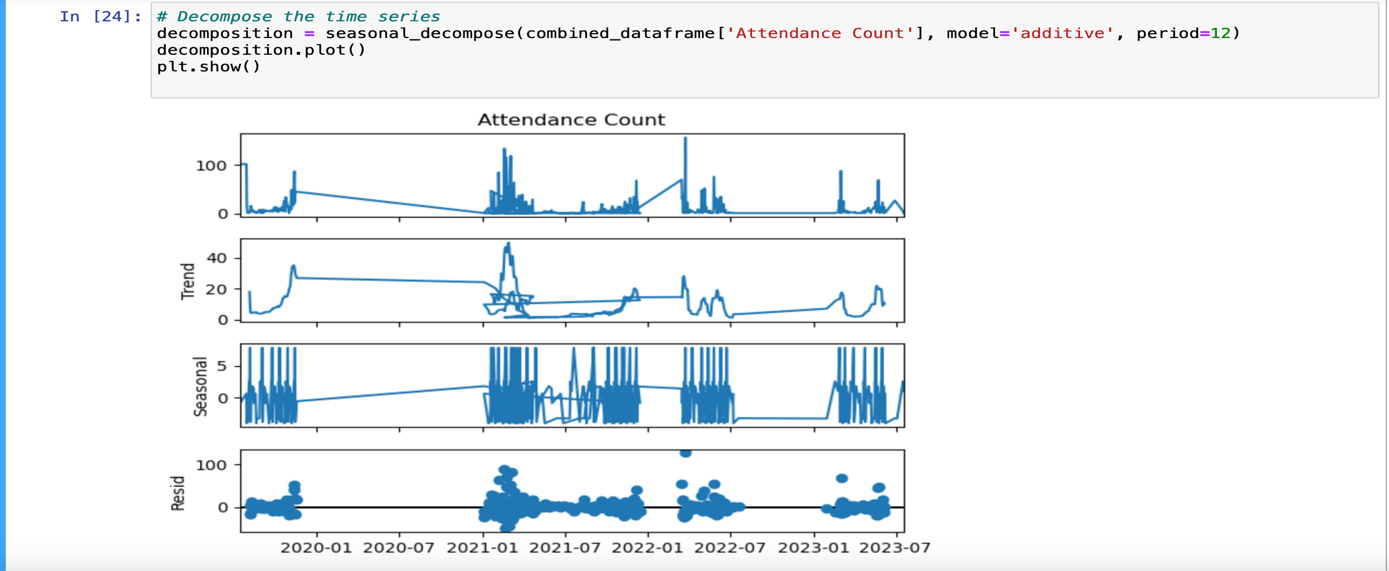 In [24]: # Decompose the time series
decomposition = seasonal_decompose(combined_dataframe['Attendance Count'], model='additive', period=12)
decomposition.plot()
plt.show()
Attendance Count
100
0
Trend
40
20
0
Seasonal
5
0
Resid
100
0
2020-01 2020-07 2021-01 2021-07 2022-01 2022-07 2023-01 2023-07